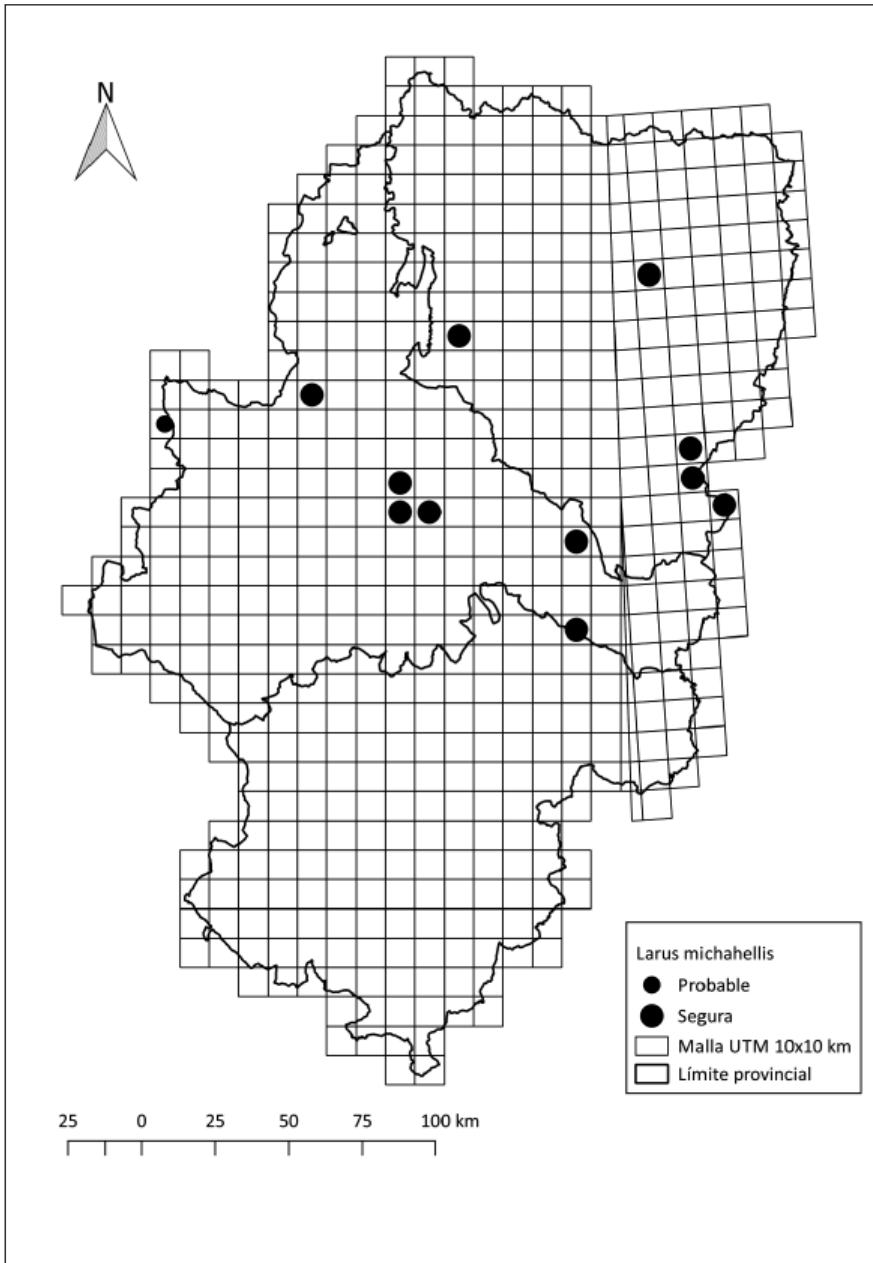 N
Larus michahellis
Probable
Segura
Malla UTM 10x10 km
Límite provincial
25 0 25 50 75 100 km